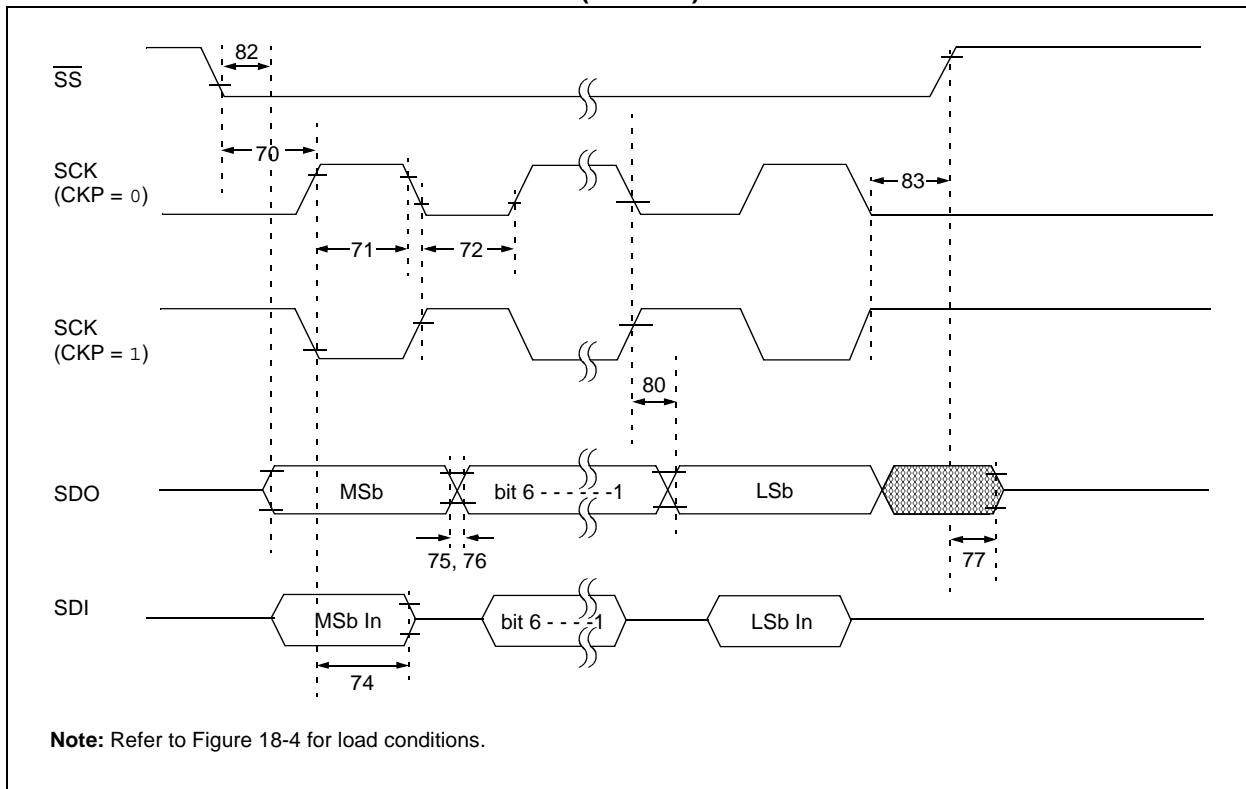 82
SS
70
SCK
(CKP = 0)
83
71
72
SCK
(CKP = 1)
80
SDO
MSb
bit 6 - - - - - -1
LSb
75, 76
77
SDI
MSb In
bit 6 - - - -1
LSb In
74
Note: Refer to Figure 18-4 for load conditions.